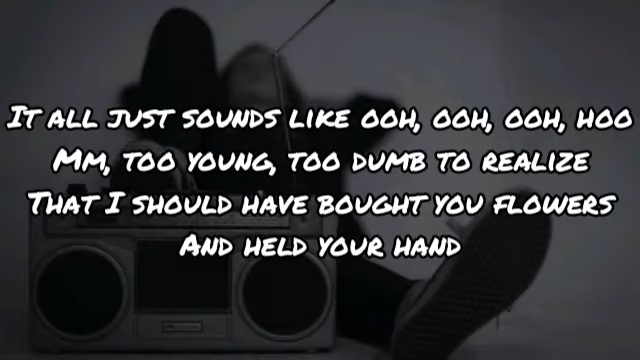 It all just sounds like ooh, ooh, ooh, hoo
Mm, too young, too dumb to realize
That I should have bought you flowers
And held your hand